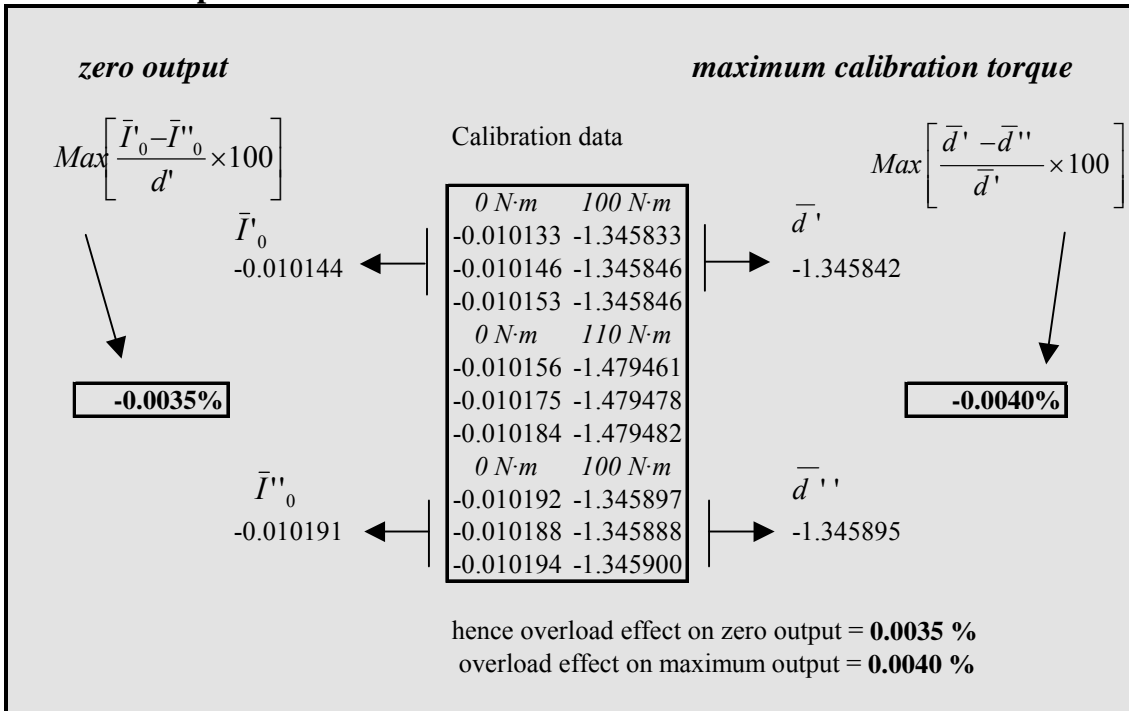 zero output
maximum calibration torque
Max[ (Ī'₀−Ī''₀)/d' ×100 ]
Calibration data
Max[ (d̄' −d̄'')/d̄' ×100 ]
0 N·m 100 N·m
Ī'₀
-0.010133 -1.345833
d̄'
-0.010144
-0.010146 -1.345846
-1.345842
-0.010153 -1.345846
0 N·m 110 N·m
-0.010156 -1.479461
-0.0035%
-0.010175 -1.479478
-0.0040%
-0.010184 -1.479482
0 N·m 100 N·m
Ī''₀
-0.010192 -1.345897
d̄''
-0.010191
-0.010188 -1.345888
-1.345895
-0.010194 -1.345900
hence overload effect on zero output = 0.0035 %
overload effect on maximum output = 0.0040 %